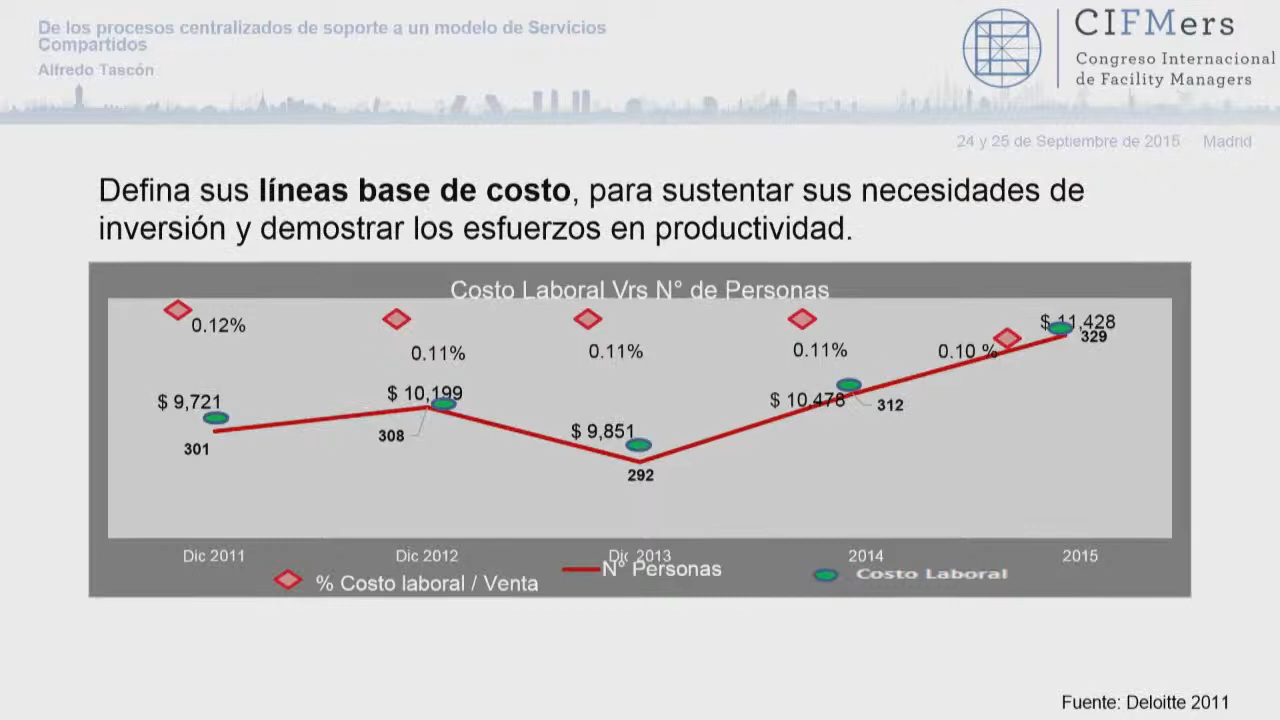 De los procesos centralizados de soporte a un modelo de Servicios
Compartidos
Alfredo Tascón
CIFMers
Congreso Internacional
de Facility Managers
24 y 25 de Septiembre de 2015 Madrid
Defina sus líneas base de costo, para sustentar sus necesidades de
inversión y demostrar los esfuerzos en productividad.
Costo Laboral Vrs N° de Personas
0.12%
0.11%
0.11%
0.11%
0.10 %
$ 9,721
$ 10,199
$ 9,851
$ 10,478
$ 11,428
301
308
292
312
329
Dic 2011
Dic 2012
Dic 2013
2014
2015
% Costo laboral / Venta
N° Personas
Costo Laboral
Fuente: Deloitte 2011